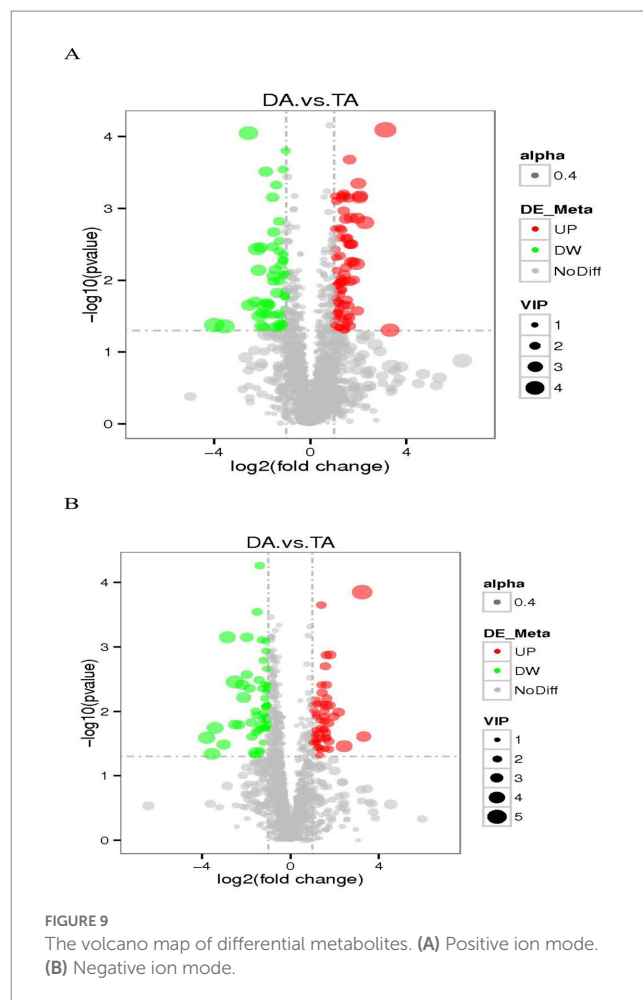 A
DA.vs.TA
4
3
2
1
0
−log10(pvalue)
−4
0
4
log2(fold change)
alpha
0.4
DE_Meta
UP
DW
NoDiff
VIP
1
2
3
4
B
DA.vs.TA
4
3
2
1
0
−log10(pvalue)
−4
0
4
log2(fold change)
alpha
0.4
DE_Meta
UP
DW
NoDiff
VIP
1
2
3
4
5
FIGURE 9
The volcano map of differential metabolites. (A) Positive ion mode.
(B) Negative ion mode.